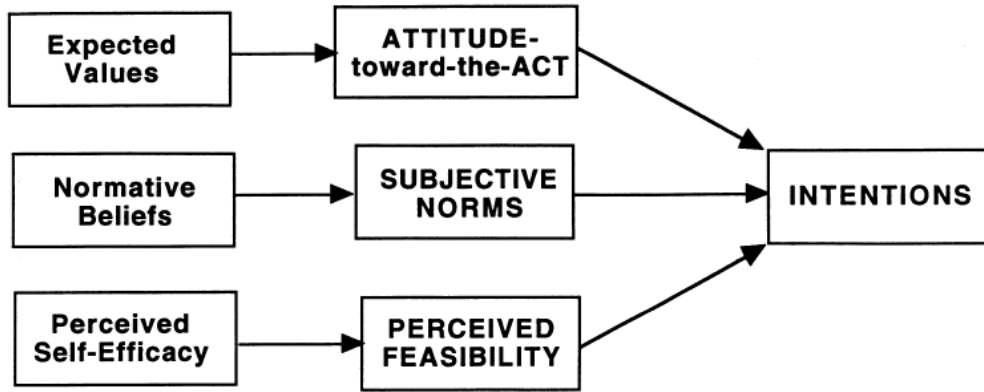 Expected
Values
ATTITUDE-
toward-the-ACT
Normative
Beliefs
SUBJECTIVE
NORMS
INTENTIONS
Perceived
Self-Efficacy
PERCEIVED
FEASIBILITY